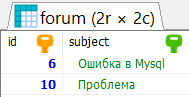 forum (2r × 2c)
id subject
6 Ошибка в Mysql
10 Проблема